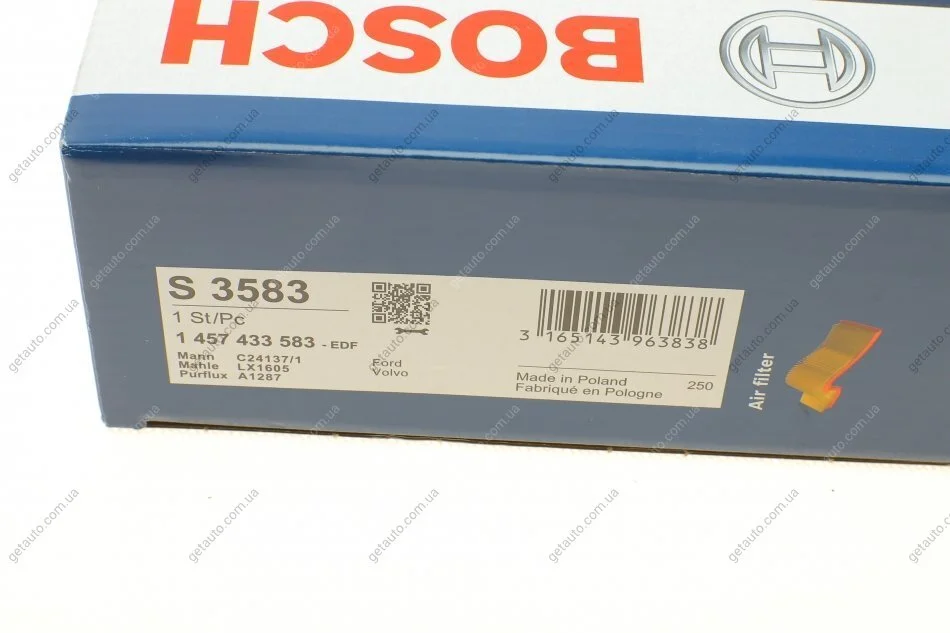 BOSCH
S 3583
1 St/Pc
1 457 433 583 - EDF
Mann C24137/1
Mahle LX1605
Purflux A1287
Ford
Volvo
3 165143 963838
Made in Poland 250
Fabriqué en Pologne
Air filter
getauto.com.ua